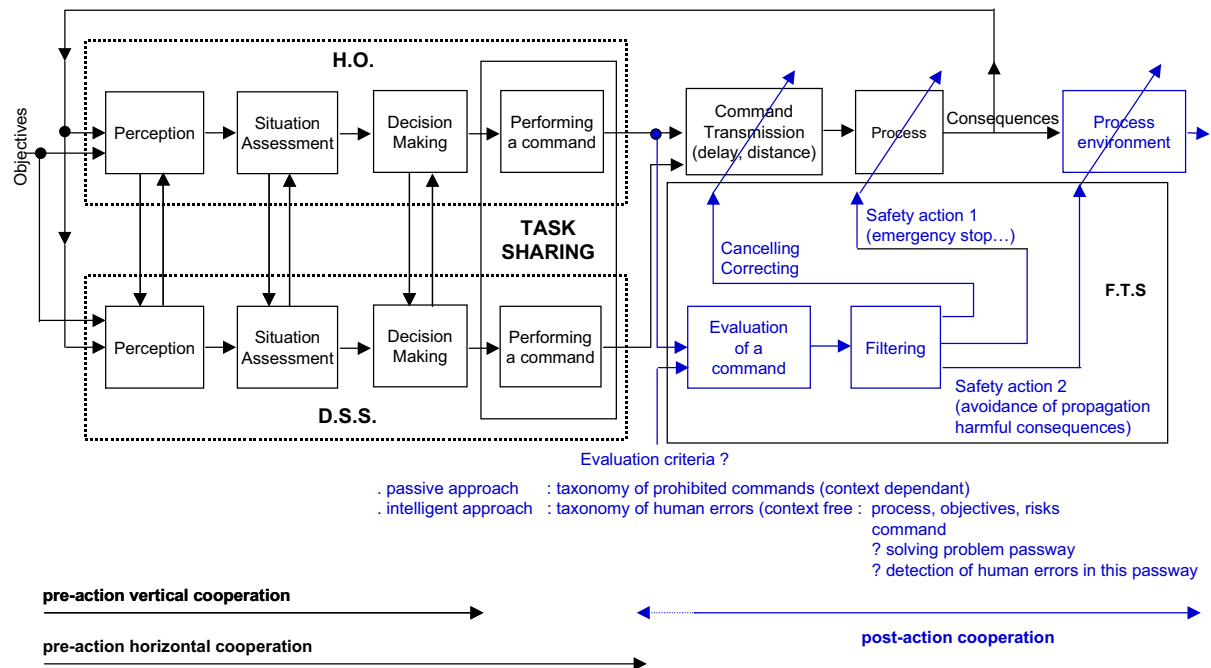 H.O.
Objectives
Perception
Situation
Assessment
Decision
Making
Performing
a command
Command
Transmission
(delay, distance)
Process
Consequences
Process
environment
TASK
SHARING
Cancelling
Correcting
Safety action 1
(emergency stop…)
F.T.S
Perception
Situation
Assessment
Decision
Making
Performing
a command
Evaluation
of a
command
Filtering
Safety action 2
(avoidance of propagation
harmful consequences)
D.S.S.
Evaluation criteria ?
. passive approach : taxonomy of prohibited commands (context dependant)
. intelligent approach : taxonomy of human errors (context free : process, objectives, risks
command
? solving problem passway
? detection of human errors in this passway
pre-action vertical cooperation
post-action cooperation
pre-action horizontal cooperation